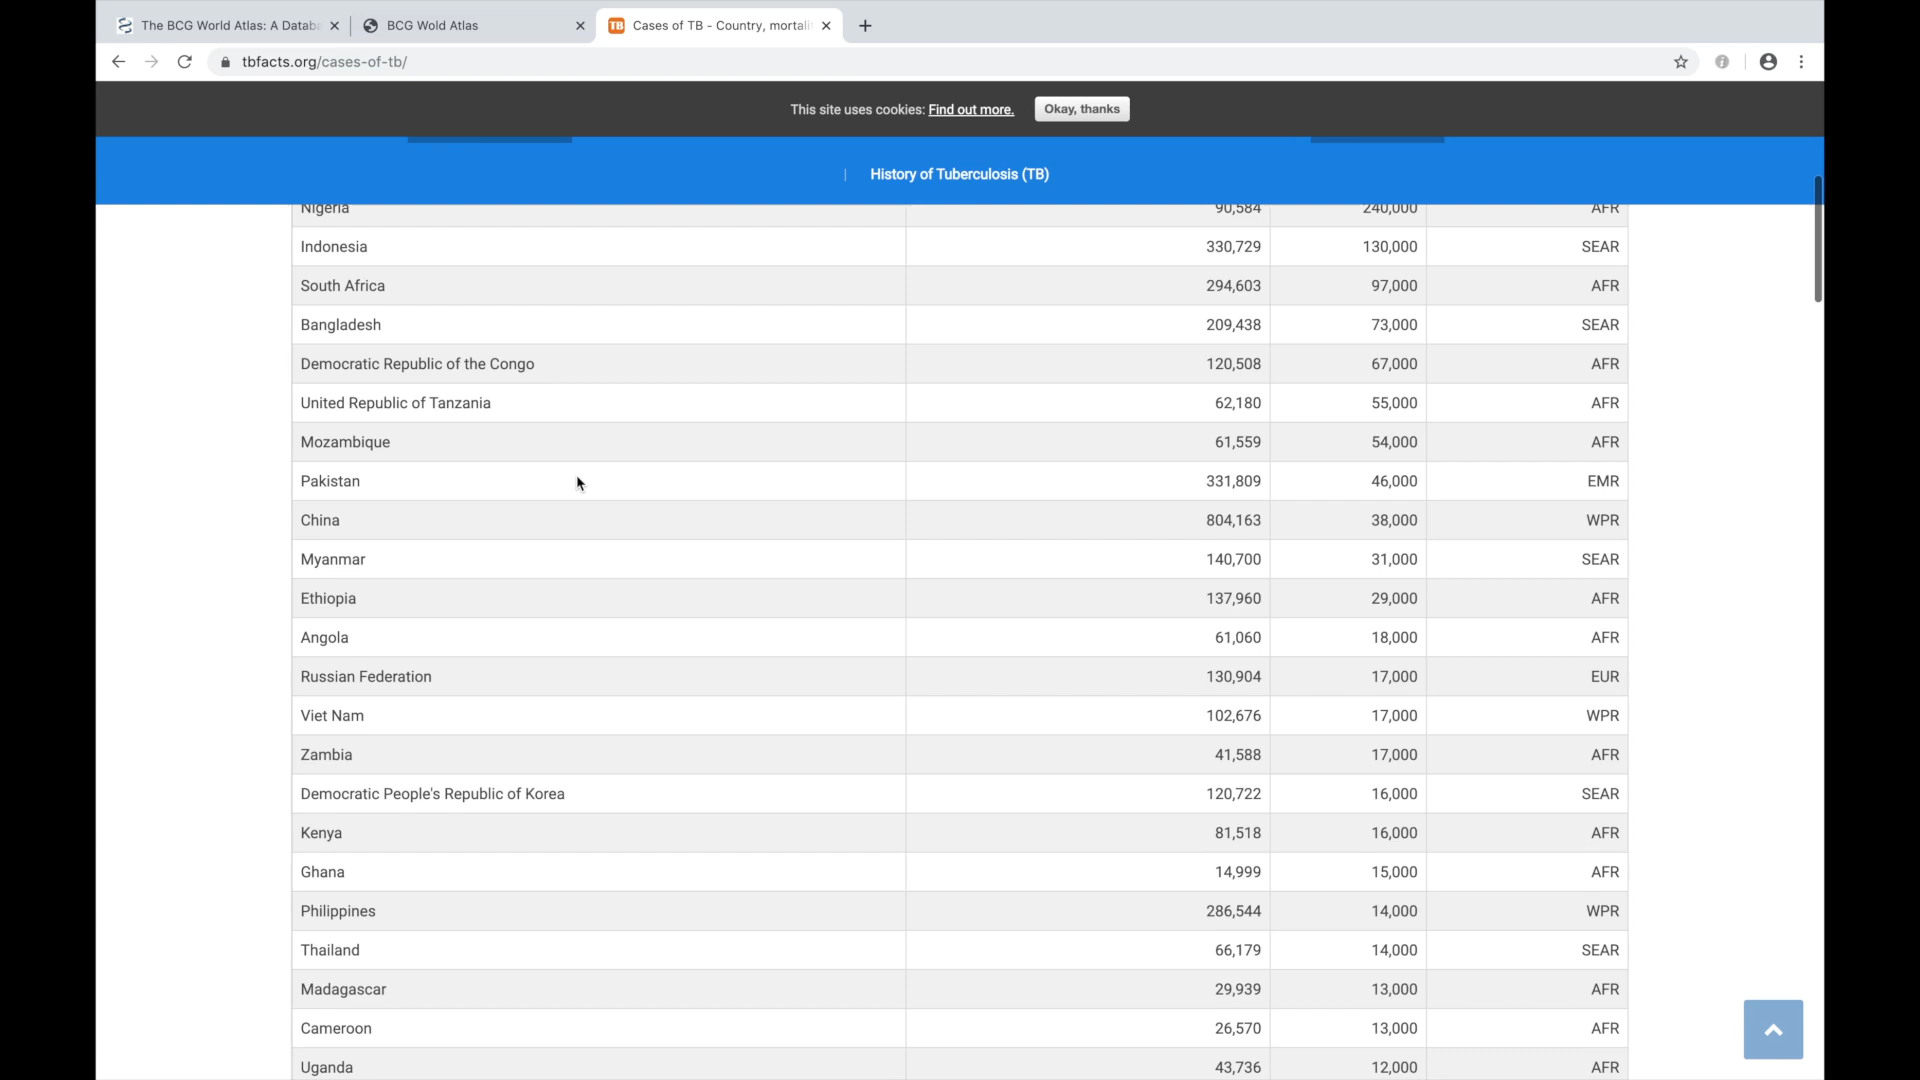 The BCG World Atlas: A Databa
BCG Wold Atlas
TB Cases of TB - Country, mortali
tbfacts.org/cases-of-tb/
This site uses cookies: Find out more. Okay, thanks
| History of Tuberculosis (TB)
Nigeria 90,584 240,000 AFR
Indonesia 330,729 130,000 SEAR
South Africa 294,603 97,000 AFR
Bangladesh 209,438 73,000 SEAR
Democratic Republic of the Congo 120,508 67,000 AFR
United Republic of Tanzania 62,180 55,000 AFR
Mozambique 61,559 54,000 AFR
Pakistan 331,809 46,000 EMR
China 804,163 38,000 WPR
Myanmar 140,700 31,000 SEAR
Ethiopia 137,960 29,000 AFR
Angola 61,060 18,000 AFR
Russian Federation 130,904 17,000 EUR
Viet Nam 102,676 17,000 WPR
Zambia 41,588 17,000 AFR
Democratic People's Republic of Korea 120,722 16,000 SEAR
Kenya 81,518 16,000 AFR
Ghana 14,999 15,000 AFR
Philippines 286,544 14,000 WPR
Thailand 66,179 14,000 SEAR
Madagascar 29,939 13,000 AFR
Cameroon 26,570 13,000 AFR
Uganda 43,736 12,000 AFR